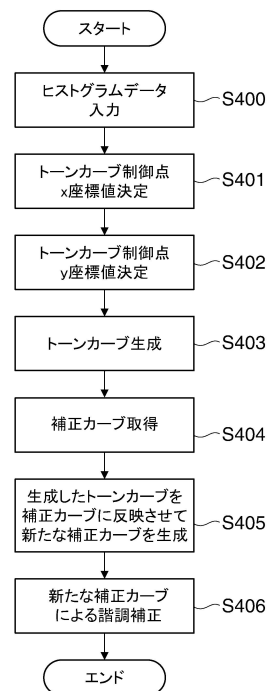 スタート
ヒストグラムデータ
入力
S400
トーンカーブ制御点
x座標値決定
S401
トーンカーブ制御点
y座標値決定
S402
トーンカーブ生成
S403
補正カーブ取得
S404
生成したトーンカーブを
補正カーブに反映させて
新たな補正カーブを生成
S405
新たな補正カーブ
による諧調補正
S406
エンド